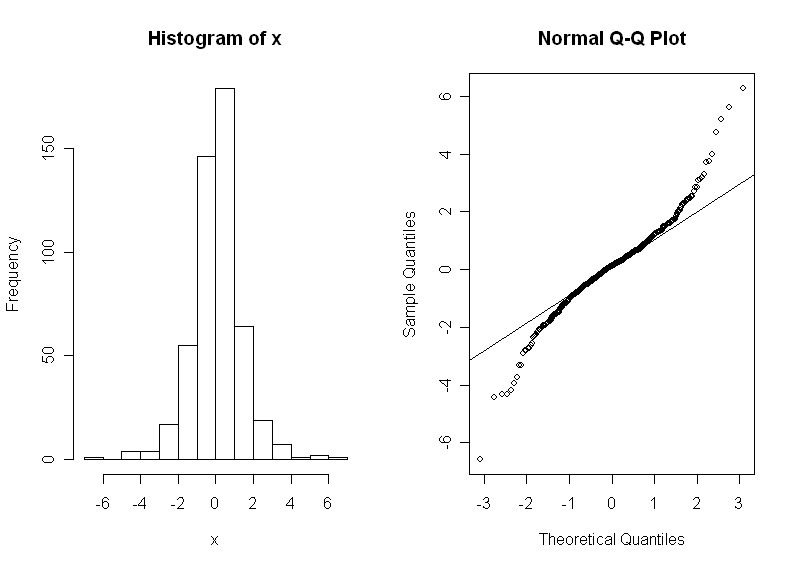 Histogram of x
Frequency
150
100
50
0
-6 -4 -2 0 2 4 6
x
Normal Q-Q Plot
Sample Quantiles
6
4
2
0
-2
-4
-6
-3 -2 -1 0 1 2 3
Theoretical Quantiles